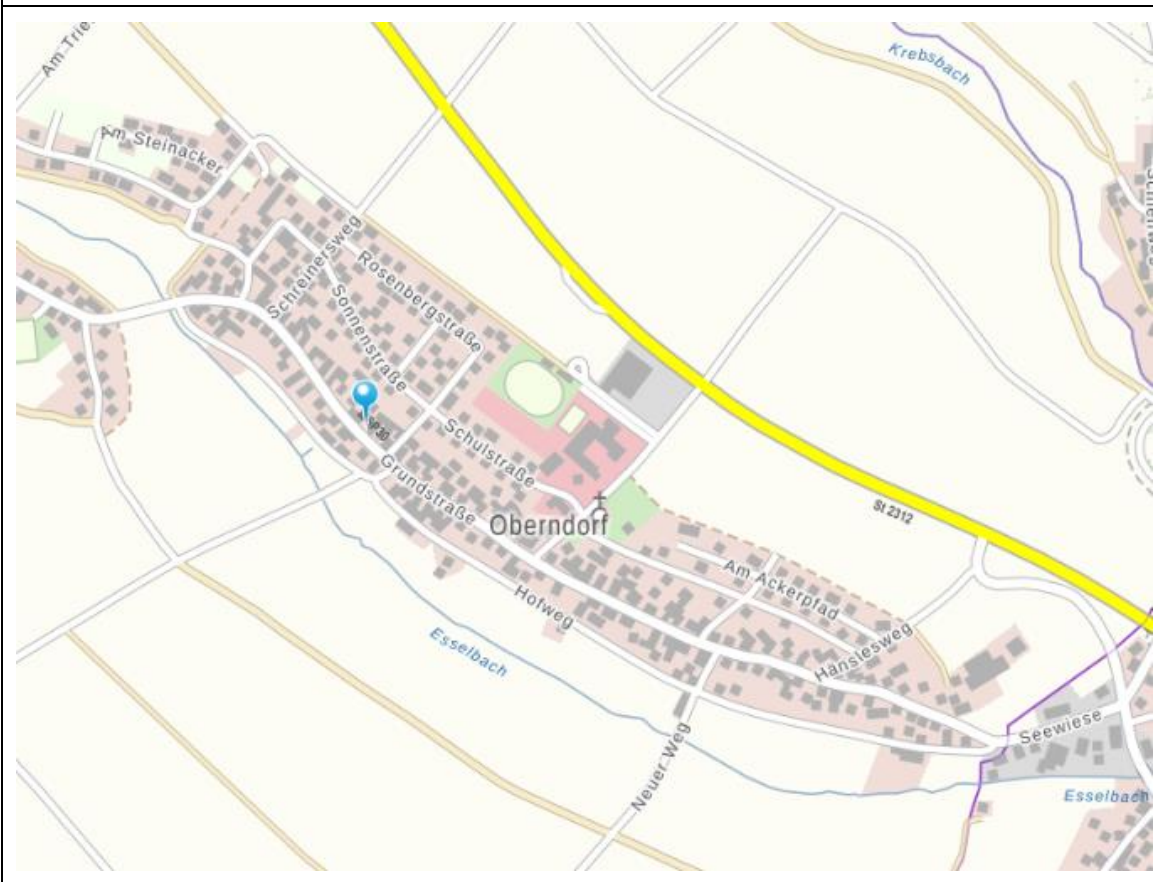 Am Trie
Krebsbach
Am Steinacker
Schreinersweg
Rosenbergstraße
Sonnenstraße
Schulstraße
Grundstraße
Oberndorf
St 2312
Am Ackerpfad
Hofweg
Esselbach
Hänslesweg
Neuer Weg
Seewiese
Esselbach